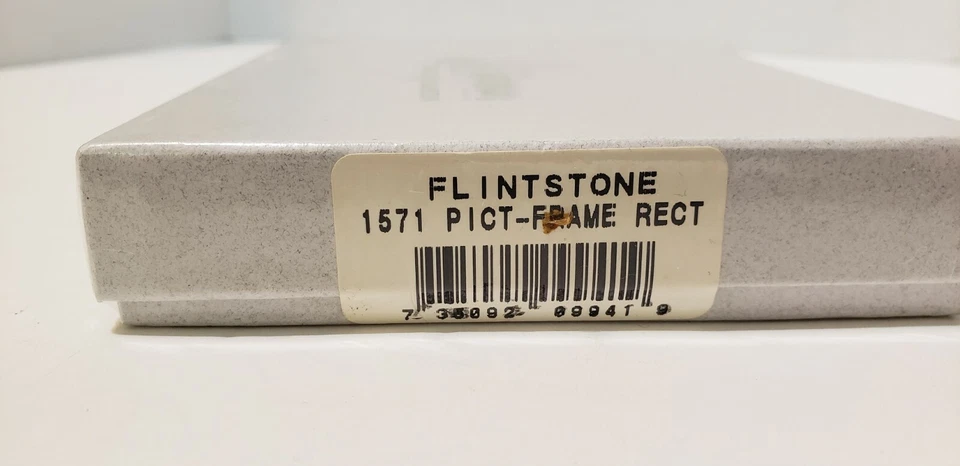 FLINTSTONE
1571 PICT-FRAME RECT
7 35092 09941 9